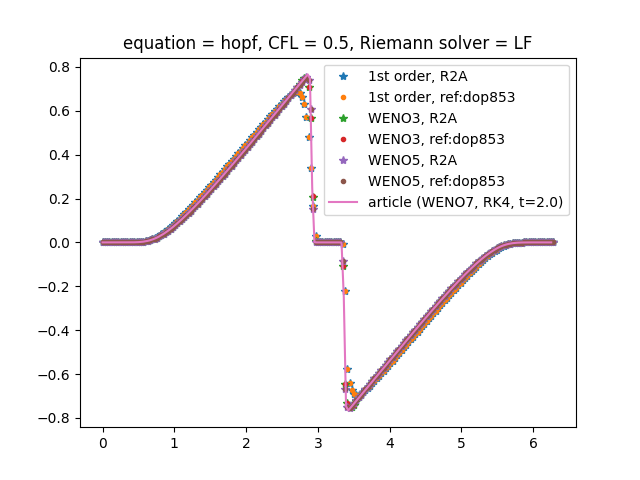 equation = hopf, CFL = 0.5, Riemann solver = LF
0.8
0.6
0.4
0.2
0.0
−0.2
−0.4
−0.6
−0.8
1st order, R2A
1st order, ref:dop853
WENO3, R2A
WENO3, ref:dop853
WENO5, R2A
WENO5, ref:dop853
article (WENO7, RK4, t=2.0)
0 1 2 3 4 5 6